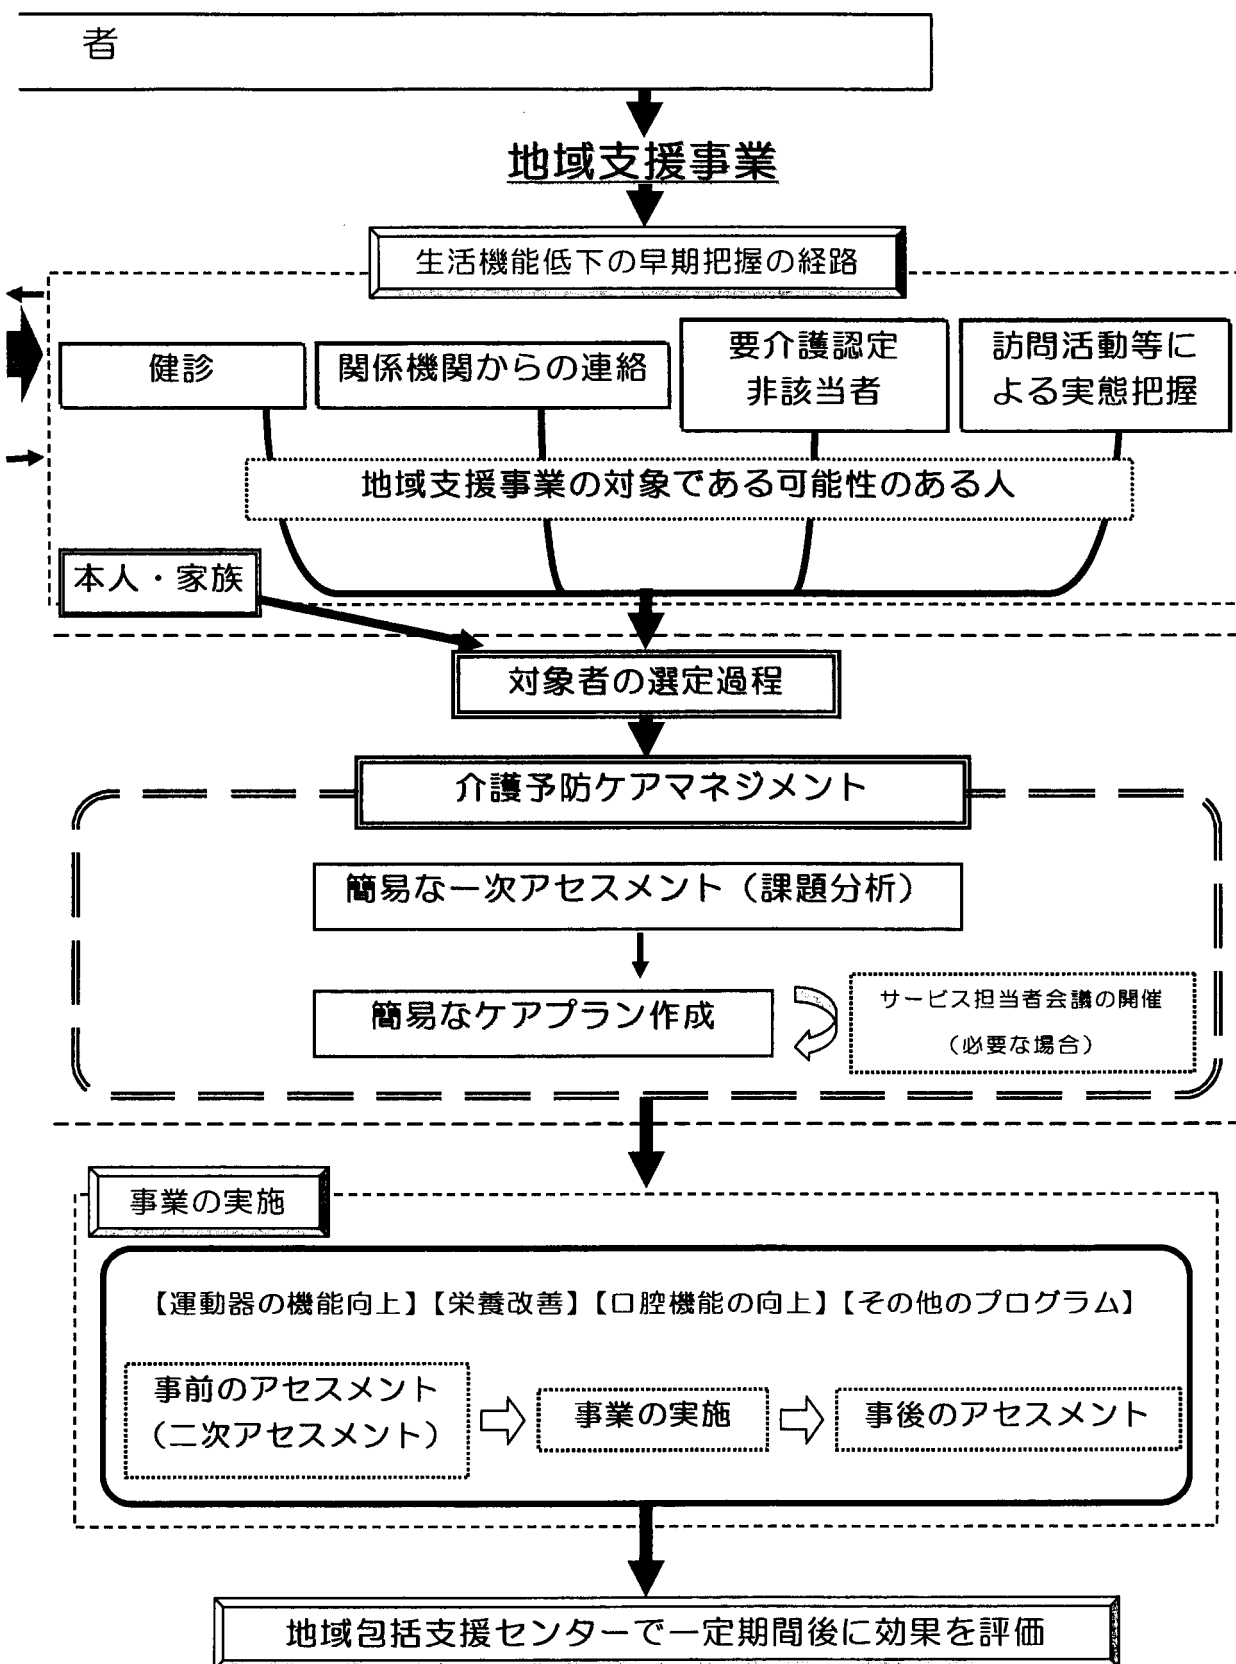 者
地域支援事業
生活機能低下の早期把握の経路
健診
関係機関からの連絡
要介護認定
非該当者
訪問活動等に
よる実態把握
地域支援事業の対象である可能性のある人
本人・家族
対象者の選定過程
介護予防ケアマネジメント
簡易な一次アセスメント（課題分析）
簡易なケアプラン作成
サービス担当者会議の開催
（必要な場合）
事業の実施
【運動器の機能向上】【栄養改善】【口腔機能の向上】【その他のプログラム】
事前のアセスメント
（二次アセスメント）
事業の実施
事後のアセスメント
地域包括支援センターで一定期間後に効果を評価